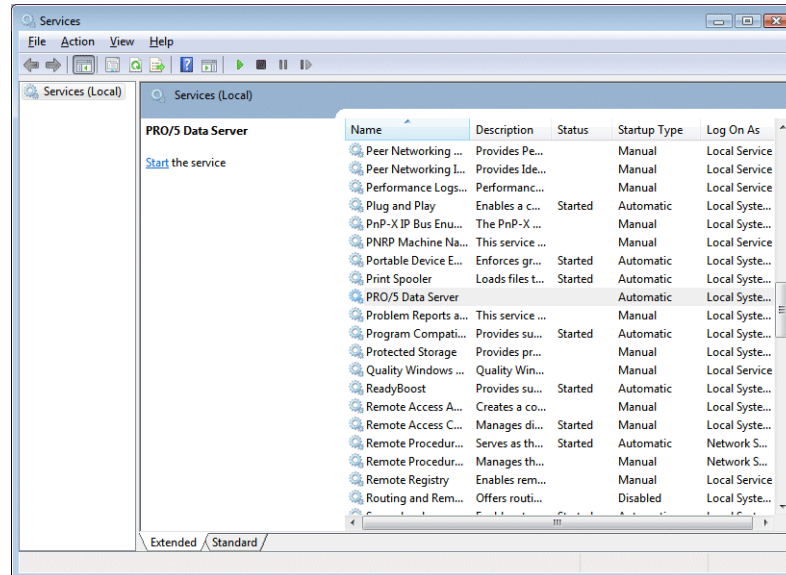 Services
File Action View Help
Services (Local)
Services (Local)
PRO/5 Data Server
Start the service
Name Description Status Startup Type Log On As
Peer Networking ... Provides Pe... Manual Local Service
Peer Networking I... Provides Ide... Manual Local Service
Performance Logs... Performanc... Manual Local Service
Plug and Play Enables a c... Started Automatic Local Syste...
PnP-X IP Bus Enu... The PnP-X ... Manual Local Syste...
PNRP Machine Na... This service ... Manual Local Service
Portable Device E... Enforces gr... Started Automatic Local Syste...
Print Spooler Loads files t... Started Automatic Local Syste...
PRO/5 Data Server Automatic Local Syste...
Problem Reports a... This service ... Manual Local Syste...
Program Compati... Provides su... Started Automatic Local Syste...
Protected Storage Provides pr... Manual Local Syste...
Quality Windows ... Quality Win... Manual Local Service
ReadyBoost Provides su... Started Automatic Local Syste...
Remote Access A... Creates a co... Manual Local Syste...
Remote Access C... Manages di... Started Manual Local Syste...
Remote Procedur... Serves as th... Started Automatic Network S...
Remote Procedur... Manages th... Manual Network S...
Remote Registry Enables rem... Manual Local Service
Routing and Rem... Offers routi... Disabled Local Syste...
Extended Standard